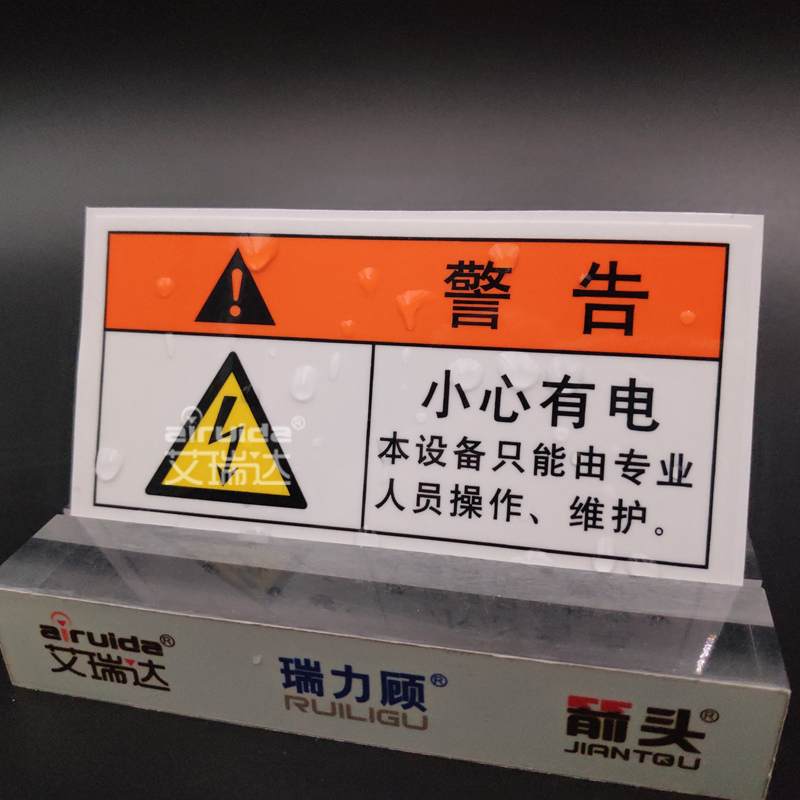 警告
小心有电
本设备只能由专业
人员操作、维护。
airuida®
艾瑞达
airuida®
艾瑞达
瑞力顾®
RUILIGU
箭头®
JIANTOU